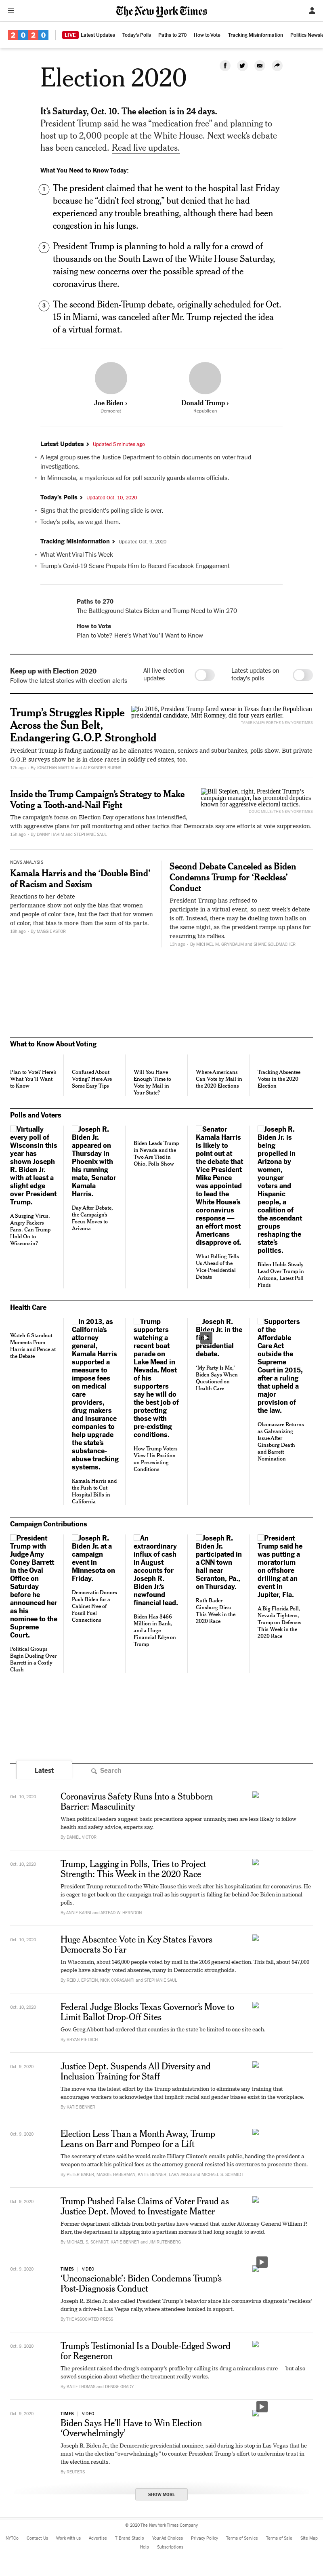 The New York Times
2020
LIVE
Latest Updates
Today's Polls
Paths to 270
How to Vote
Tracking Misinformation
Politics Newsle
Election 2020
It's Saturday, Oct. 10. The election is in 24 days.
President Trump said he was "medication free" and planning to
host up to 2,000 people at the White House. Next week's debate
has been canceled. Read live updates.
What You Need to Know Today:
1
The president claimed that he went to the hospital last Friday
because he "didn't feel strong," but denied that he had
experienced any trouble breathing, although there had been
congestion in his lungs.
2
President Trump is planning to hold a rally for a crowd of
thousands on the South Lawn of the White House Saturday,
raising new concerns over the possible spread of the
coronavirus there.
3
The second Biden-Trump debate, originally scheduled for Oct.
15 in Miami, was canceled after Mr. Trump rejected the idea
of a virtual format.
Joe Biden ›
Democrat
Donald Trump ›
Republican
Latest Updates › Updated 5 minutes ago
• A legal group sues the Justice Department to obtain documents on voter fraud
investigations.
• In Minnesota, a mysterious ad for poll security guards alarms officials.
Today's Polls › Updated Oct. 10, 2020
• Signs that the president's polling slide is over.
• Today's polls, as we get them.
Tracking Misinformation › Updated Oct. 9, 2020
• What Went Viral This Week
• Trump's Covid-19 Scare Propels Him to Record Facebook Engagement
Paths to 270
The Battleground States Biden and Trump Need to Win 270
How to Vote
Plan to Vote? Here's What You'll Want to Know
Keep up with Election 2020
Follow the latest stories with election alerts
All live election
updates
Latest updates on
today's polls
Trump's Struggles Ripple
Across the Sun Belt,
Endangering G.O.P. Stronghold
In 2016, President Trump fared worse in Texas than the Republican
presidential candidate, Mitt Romney, did four years earlier.
President Trump is fading nationally as he alienates women, seniors and suburbanites, polls show. But private
G.O.P. surveys show he is in close races in solidly red states, too.
17h ago – By JONATHAN MARTIN and ALEXANDER BURNS
Inside the Trump Campaign's Strategy to Make
Voting a Tooth-and-Nail Fight
Bill Stepien, right, President Trump's
campaign manager, has promoted debates
known for aggressive electoral tactics.
DOUG MILLS/THE NEW YORK TIMES
The campaign's focus on Election Day operations has intensified,
with aggressive plans for poll monitoring and other tactics that Democrats say are efforts at vote suppression.
By DANNY HAKIM and STEPHANIE SAUL
NEWS ANALYSIS
Kamala Harris and the 'Double Bind'
of Racism and Sexism
Reactions to her debate
performance show not only the bias that women
and people of color face, but the fact that for women
of color, that bias is more than the sum of its parts.
By MAGGIE ASTOR
Second Debate Canceled as Biden
Condemns Trump for 'Reckless'
Conduct
President Trump has refused to
participate in a virtual event, so next week's debate
is off. Instead, there may be dueling town halls on
the same night, as the president ramps up plans for
resuming his rallies.
13h ago – By MICHAEL M. GRYNBAUM and SHANE GOLDMACHER
What to Know About Voting
Plan to Vote? Here's
What You'll Want
to Know
Confused About
Voting? Here Are
Some Easy Tips
Will You Have
Enough Time to
Vote by Mail in
Your State?
Where Americans
Can Vote by Mail in
the 2020 Elections
Tracking Absentee
Votes in the 2020
Election
Polls and Voters
Virtually
every poll of
Wisconsin this
year has
shown Joseph
R. Biden Jr.
with at least a
slight edge
over President
Trump.
A Surging Virus.
Angry Packers
Fans. Can Trump
Hold On to
Wisconsin?
Joseph R.
Biden Jr.
appeared on
Thursday in
Phoenix with
his running
mate, Senator
Kamala
Harris.
Day After Debate,
the Campaign's
Focus Moves to
Arizona
Biden Leads Trump
in Nevada and the
Two Are Tied in
Ohio, Polls Show
Senator
Kamala Harris
is likely to
point out at
the debate that
Vice President
Mike Pence
was appointed
to lead the
White House's
coronavirus
response —
an effort most
Americans
disapprove of.
What Polling Tells
Us Ahead of the
Vice-Presidential
Debate
Joseph R.
Biden Jr. is
being
propelled in
Arizona by
women,
younger
voters and
Hispanic
people, a
coalition of
the ascendant
groups
reshaping the
state's
politics.
Biden Holds Steady
Lead Over Trump in
Arizona, Latest Poll
Finds
Health Care
Watch 6 Standout
Moments From
Harris and Pence at
the Debate
In 2013, as
California's
attorney
general,
Kamala Harris
supported a
measure to
impose fees
on medical
care
providers,
drug makers
and insurance
companies to
help upgrade
the state's
substance-
abuse tracking
systems.
Kamala Harris and
the Push to Cut
Hospital Bills in
California
Trump
supporters
watching a
recent boat
parade on
Lake Mead in
Nevada. Most
of his
supporters
say he will do
the best job of
protecting
those with
pre-existing
conditions.
How Trump Voters
View His Position
on Pre-existing
Conditions
Joseph R.
Biden Jr. in the
debate.
'My Party Is Me,'
Biden Says When
Questioned on
Health Care
Supporters
of the
Affordable
Care Act
outside the
Supreme
Court in 2015,
after a ruling
that upheld a
major
provision of
the law.
Obamacare Returns
as Galvanizing
Issue After
Ginsburg Death
and Barrett
Nomination
Campaign Contributions
President
Trump with
Judge Amy
Coney Barrett
in the Oval
Office on
Saturday
before he
announced her
as his
nominee to the
Supreme
Court.
Political Groups
Begin Dueling Over
Barrett in a Costly
Clash
Joseph R.
Biden Jr. at a
campaign
event in
Minnesota on
Friday.
Democratic Donors
Push Biden for a
Cabinet Free of
Fossil Fuel
Connections
An
extraordinary
influx of cash
in August
accounts for
Joseph R.
Biden Jr.'s
newfound
financial lead.
Biden Has $466
Million in Bank,
and a Huge
Financial Edge on
Trump
Joseph R.
Biden Jr.
participated in
a CNN town
hall near
Scranton, Pa.,
on Thursday.
Ruth Bader
Ginsburg Dies:
This Week in the
2020 Race
President
Trump said he
was putting a
moratorium
on offshore
drilling at an
event in
Jupiter, Fla.
A Big Florida Poll,
Nevada Tightens,
Trump on Defense:
This Week in the
2020 Race
Latest
Search
Oct. 10, 2020
Coronavirus Safety Runs Into a Stubborn
Barrier: Masculinity
When political leaders suggest basic precautions appear unmanly, men are less likely to follow
health and safety advice, experts say.
By DANIEL VICTOR
Oct. 10, 2020
Trump, Lagging in Polls, Tries to Project
Strength: This Week in the 2020 Race
President Trump returned to the White House this week after his hospitalization for coronavirus. He
is eager to get back on the campaign trail as his support is falling far behind Joe Biden in national
polls.
By ANNIE KARNI and ASTEAD W. HERNDON
Oct. 10, 2020
Huge Absentee Vote in Key States Favors
Democrats So Far
In Wisconsin, about 146,000 people voted by mail in the 2016 general election. This fall, about 647,000
people have already voted absentee, many in Democratic strongholds.
By REID J. EPSTEIN, NICK CORASANITI and STEPHANIE SAUL
Oct. 10, 2020
Federal Judge Blocks Texas Governor's Move to
Limit Ballot Drop-Off Sites
Gov. Greg Abbott had ordered that counties in the state be limited to one site each.
By BRYAN PIETSCH
Oct. 9, 2020
Justice Dept. Suspends All Diversity and
Inclusion Training for Staff
The move was the latest effort by the Trump administration to eliminate any training that
encourages workers to acknowledge that implicit racial and gender biases exist in the workplace.
By KATIE BENNER
Oct. 9, 2020
Election Less Than a Month Away, Trump
Leans on Barr and Pompeo for a Lift
The secretary of state said he would make Hillary Clinton's emails public, handing the president a
weapon to attack his political foes as the attorney general resisted his overtures to prosecute them.
By PETER BAKER, MAGGIE HABERMAN, KATIE BENNER, LARA JAKES and MICHAEL S. SCHMIDT
Oct. 9, 2020
Trump Pushed False Claims of Voter Fraud as
Justice Dept. Moved to Investigate Matter
Former department officials from both parties have warned that under Attorney General William P.
Barr, the department is slipping into a partisan morass it had long sought to avoid.
By MICHAEL S. SCHMIDT, KATIE BENNER and JIM RUTENBERG
Oct. 9, 2020
TIMES | VIDEO
'Unconscionable': Biden Condemns Trump's
Post-Diagnosis Conduct
Joseph R. Biden Jr. also called President Trump's behavior since his coronavirus diagnosis 'reckless'
during a drive-in Las Vegas rally, where attendees honked in support.
By THE ASSOCIATED PRESS
Oct. 9, 2020
Trump's Testimonial Is a Double-Edged Sword
for Regeneron
The president raised the drug's company's profile by calling its drug a miraculous cure — but also
stirred suspicion about whether the treatment really works.
By KATIE THOMAS and DENISE GRADY
Oct. 9, 2020
TIMES | VIDEO
Biden Says He'll Have to Win Election
'Overwhelmingly'
Joseph R. Biden Jr., the Democratic presidential nominee, said during his stop in Las Vegas that he
must win the election "overwhelmingly" to counter President Trump's effort to undermine trust in
elections.
By REUTERS
SHOW MORE
© 2020 The New York Times Company
NYTCo
Contact Us
Work with us
Advertise
T Brand Studio
Your Ad Choices
Privacy Policy
Terms of Service
Terms of Sale
Site Map
Help
Subscriptions